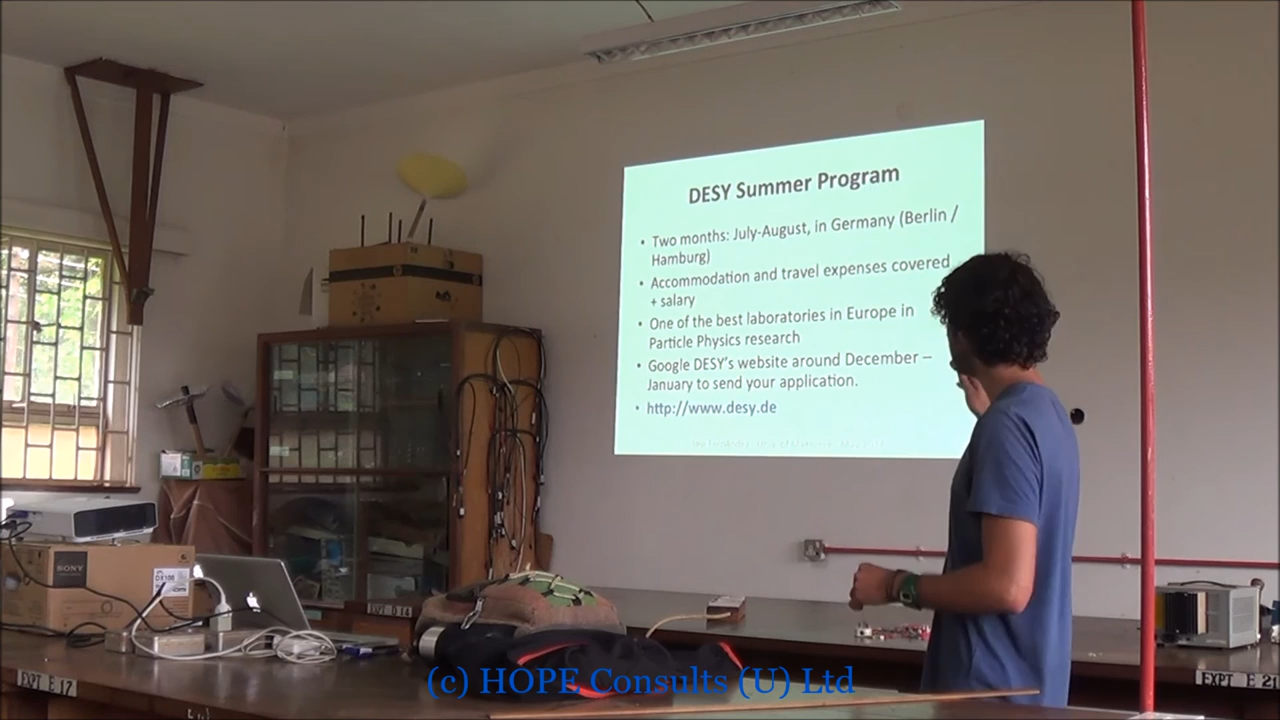 DESY Summer Program
• Two months: July-August, in Germany (Berlin /
Hamburg)
• Accommodation and travel expenses covered
+ salary
• One of the best laboratories in Europe in
Particle Physics research
• Google DESY's website around December –
January to send your application.
• http://www.desy.de
SONY
EXPT D 14
EXPT E 17
EXPT E 21
(c) HOPE Consults (U) Ltd